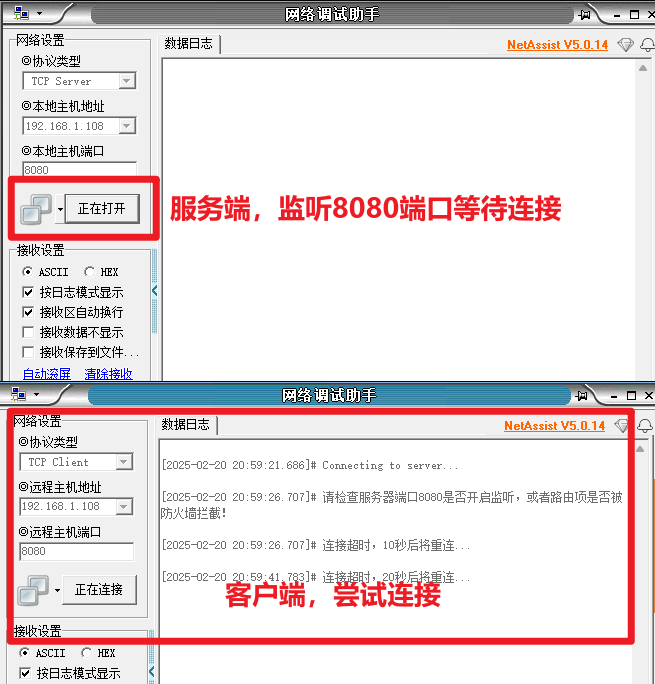 网络调试助手
网络设置
数据日志
NetAssist V5.0.14
协议类型
TCP Server
本地主机地址
192.168.1.108
本地主机端口
8080
正在打开
服务端，监听8080端口等待连接
接收设置
ASCII HEX
按日志模式显示
接收区自动换行
接收数据不显示
接收保存到文件...
自动滚屏 清除接收
网络调试助手
网络设置
数据日志
NetAssist V5.0.14
协议类型
TCP Client
远程主机地址
192.168.1.108
远程主机端口
8080
正在连接
[2025-02-20 20:59:21.686]# Connecting to server...
[2025-02-20 20:59:26.707]# 请检查服务器端口8080是否开启监听，或者路由项是否被
防火墙拦截！
[2025-02-20 20:59:26.707]# 连接超时，10秒后将重连...
[2025-02-20 20:59:41.783]# 连接超时，20秒后将重连...
客户端，尝试连接
接收设置
ASCII HEX
按日志模式显示